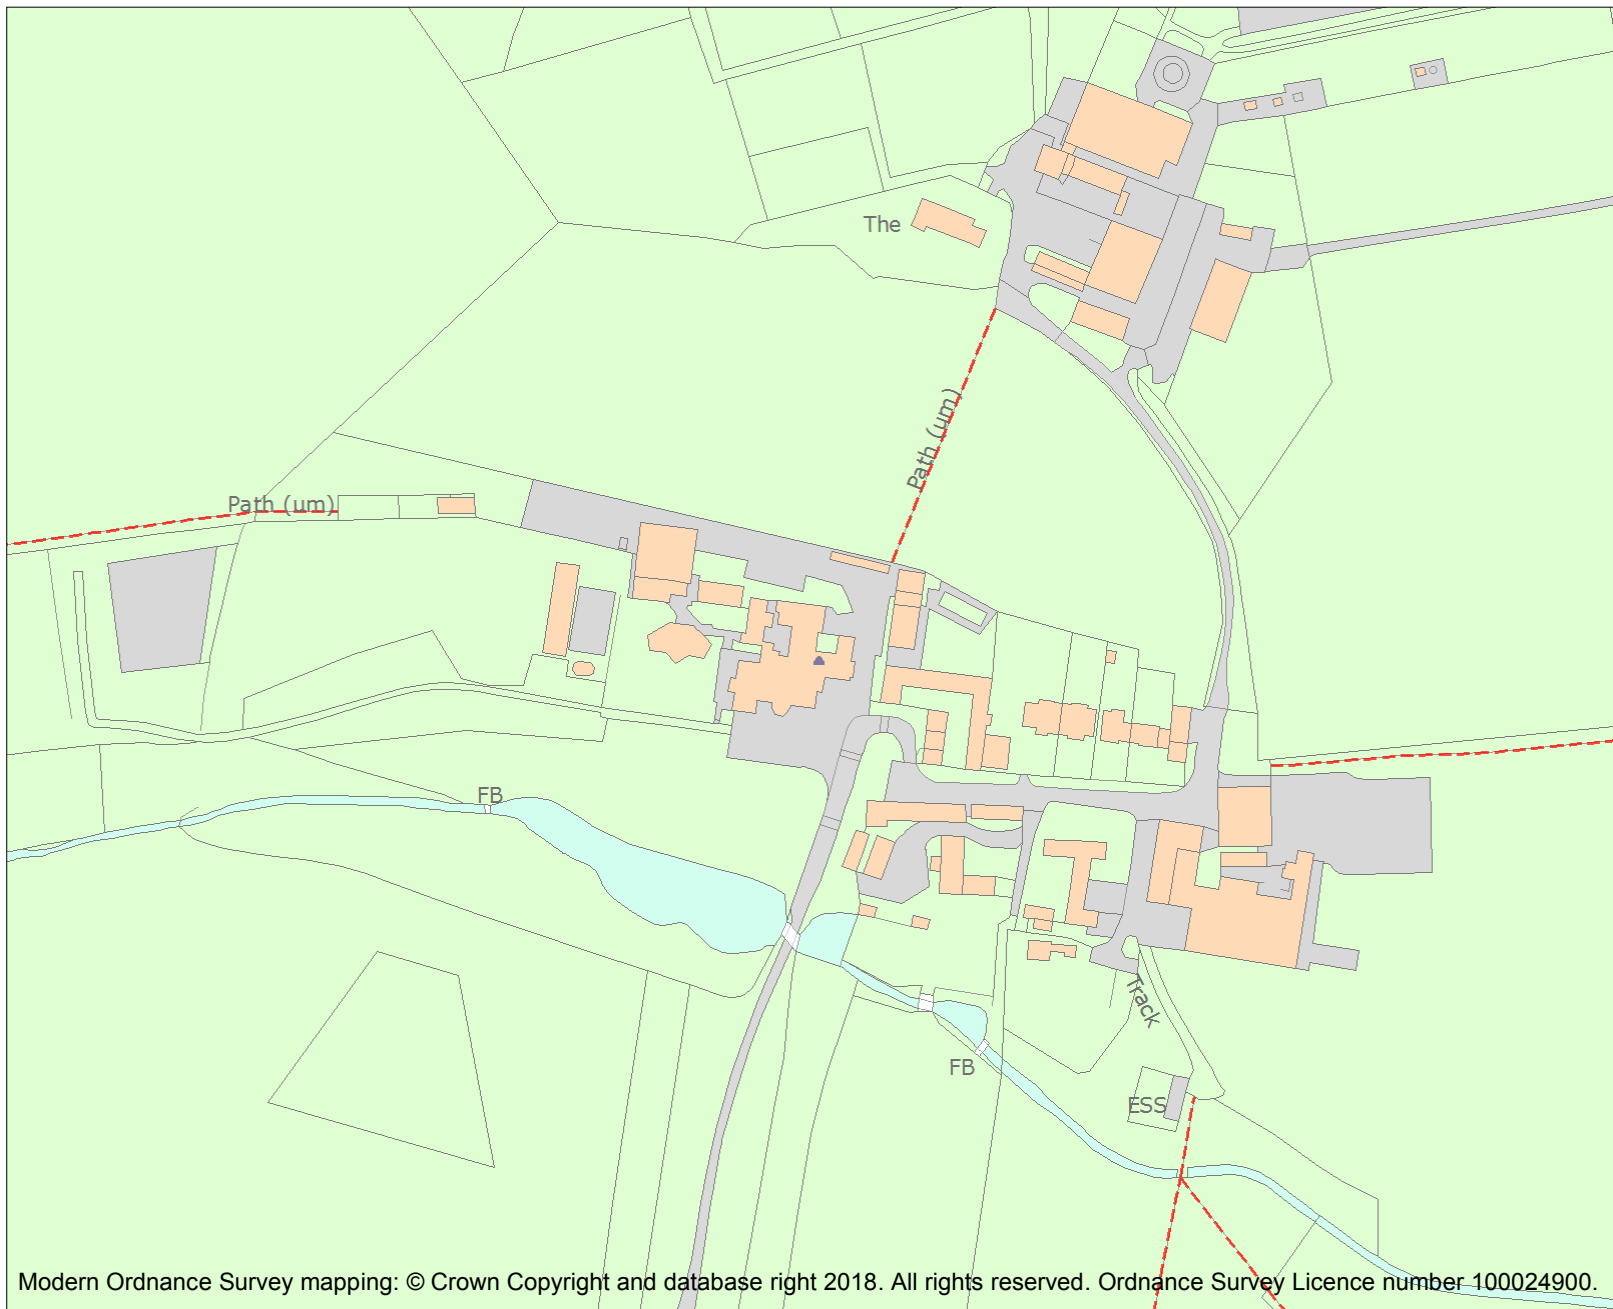 The
Path (um)
Path (um)
FB
Track
FB
ESS
Modern Ordnance Survey mapping: © Crown Copyright and database right 2018. All rights reserved. Ordnance Survey Licence number 100024900.